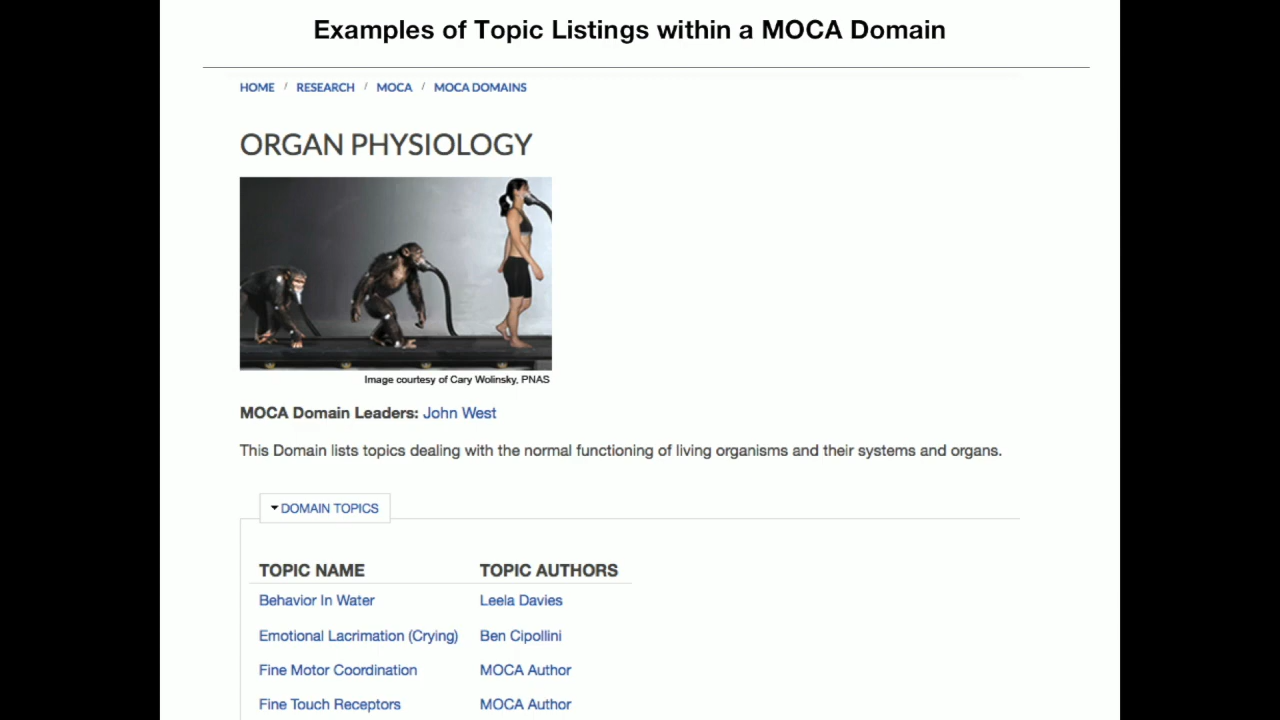 Examples of Topic Listings within a MOCA Domain
HOME / RESEARCH / MOCA / MOCA DOMAINS
ORGAN PHYSIOLOGY
Image courtesy of Cary Wolinsky, PNAS
MOCA Domain Leaders: John West
This Domain lists topics dealing with the normal functioning of living organisms and their systems and organs.
DOMAIN TOPICS
TOPIC NAME TOPIC AUTHORS
Behavior In Water Leela Davies
Emotional Lacrimation (Crying) Ben Cipollini
Fine Motor Coordination MOCA Author
Fine Touch Receptors MOCA Author